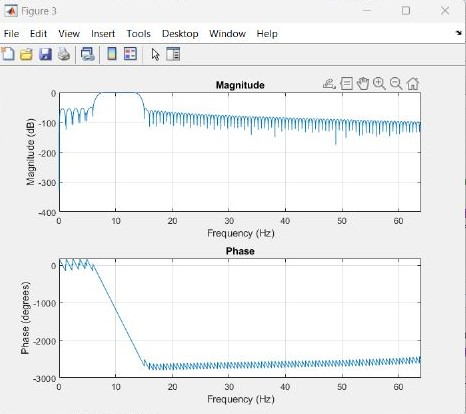 Figure 3
File Edit View Insert Tools Desktop Window Help
Magnitude
0
-100
-200
-300
-400
Magnitude (dB)
0 10 20 30 40 50 60
Frequency (Hz)
Phase
0
-1000
-2000
-3000
Phase (degrees)
0 10 20 30 40 50 60
Frequency (Hz)